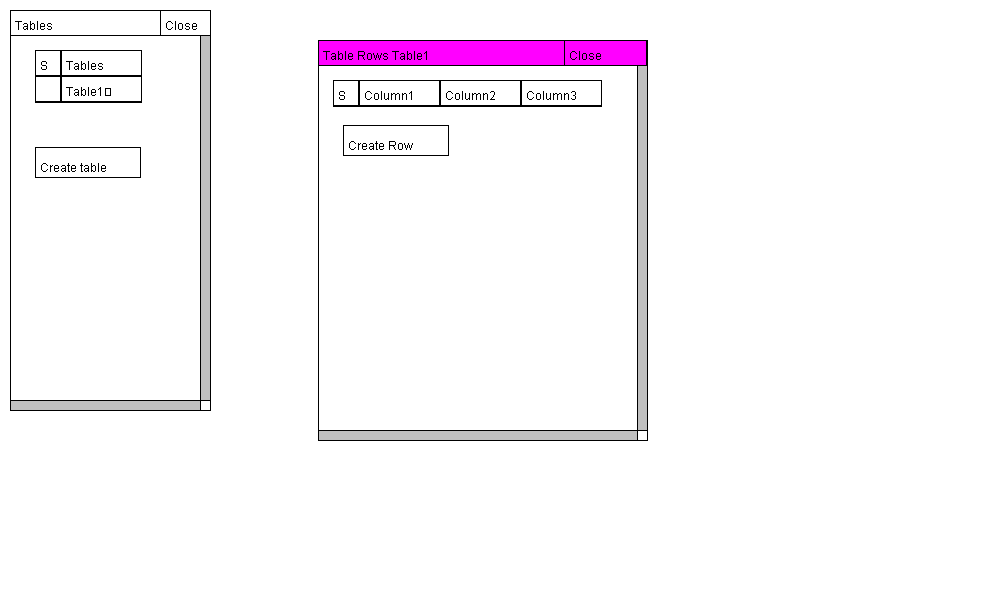 Tables Close
S Tables
Table1▯
Create table
Table Rows Table1 Close
S Column1 Column2 Column3
Create Row